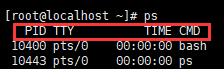 [root@localhost ~]# ps
PID TTY TIME CMD
10400 pts/0 00:00:00 bash
10443 pts/0 00:00:00 ps